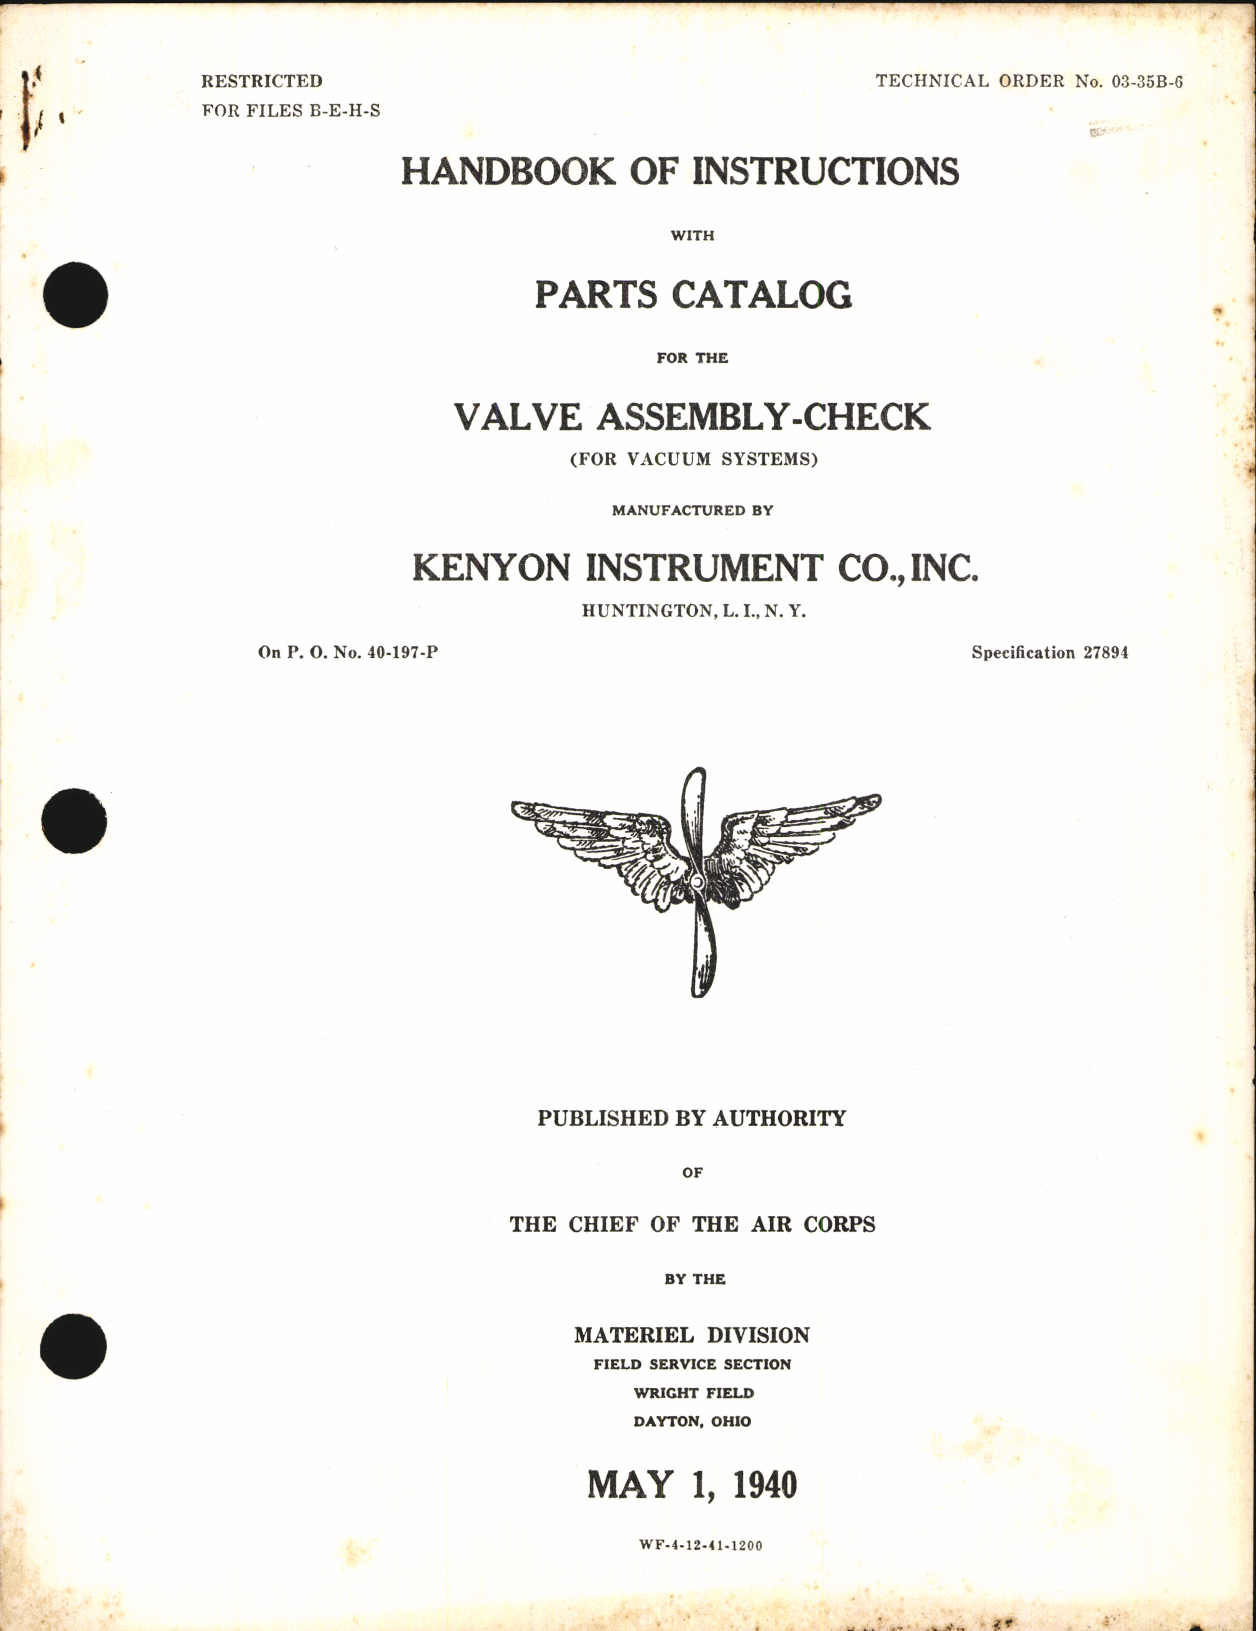 RESTRICTED
TECHNICAL ORDER No. 03-35B-6
FOR FILES B-E-H-S
HANDBOOK OF INSTRUCTIONS
WITH
PARTS CATALOG
FOR THE
VALVE ASSEMBLY-CHECK
(FOR VACUUM SYSTEMS)
MANUFACTURED BY
KENYON INSTRUMENT CO., INC.
HUNTINGTON, L. I., N. Y.
On P. O. No. 40-197-P
Specification 27894
PUBLISHED BY AUTHORITY
OF
THE CHIEF OF THE AIR CORPS
BY THE
MATERIEL DIVISION
FIELD SERVICE SECTION
WRIGHT FIELD
DAYTON, OHIO
MAY 1, 1940
WF-4-12-41-1200